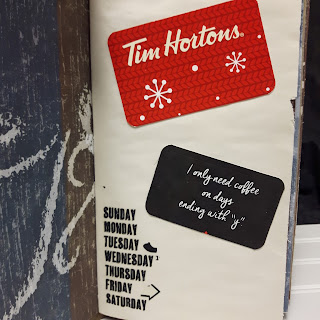 Tim Hortons.
I only need coffee
on days
ending with "y".
SUNDAY
MONDAY
TUESDAY
WEDNESDAY
THURSDAY
FRIDAY
SATURDAY